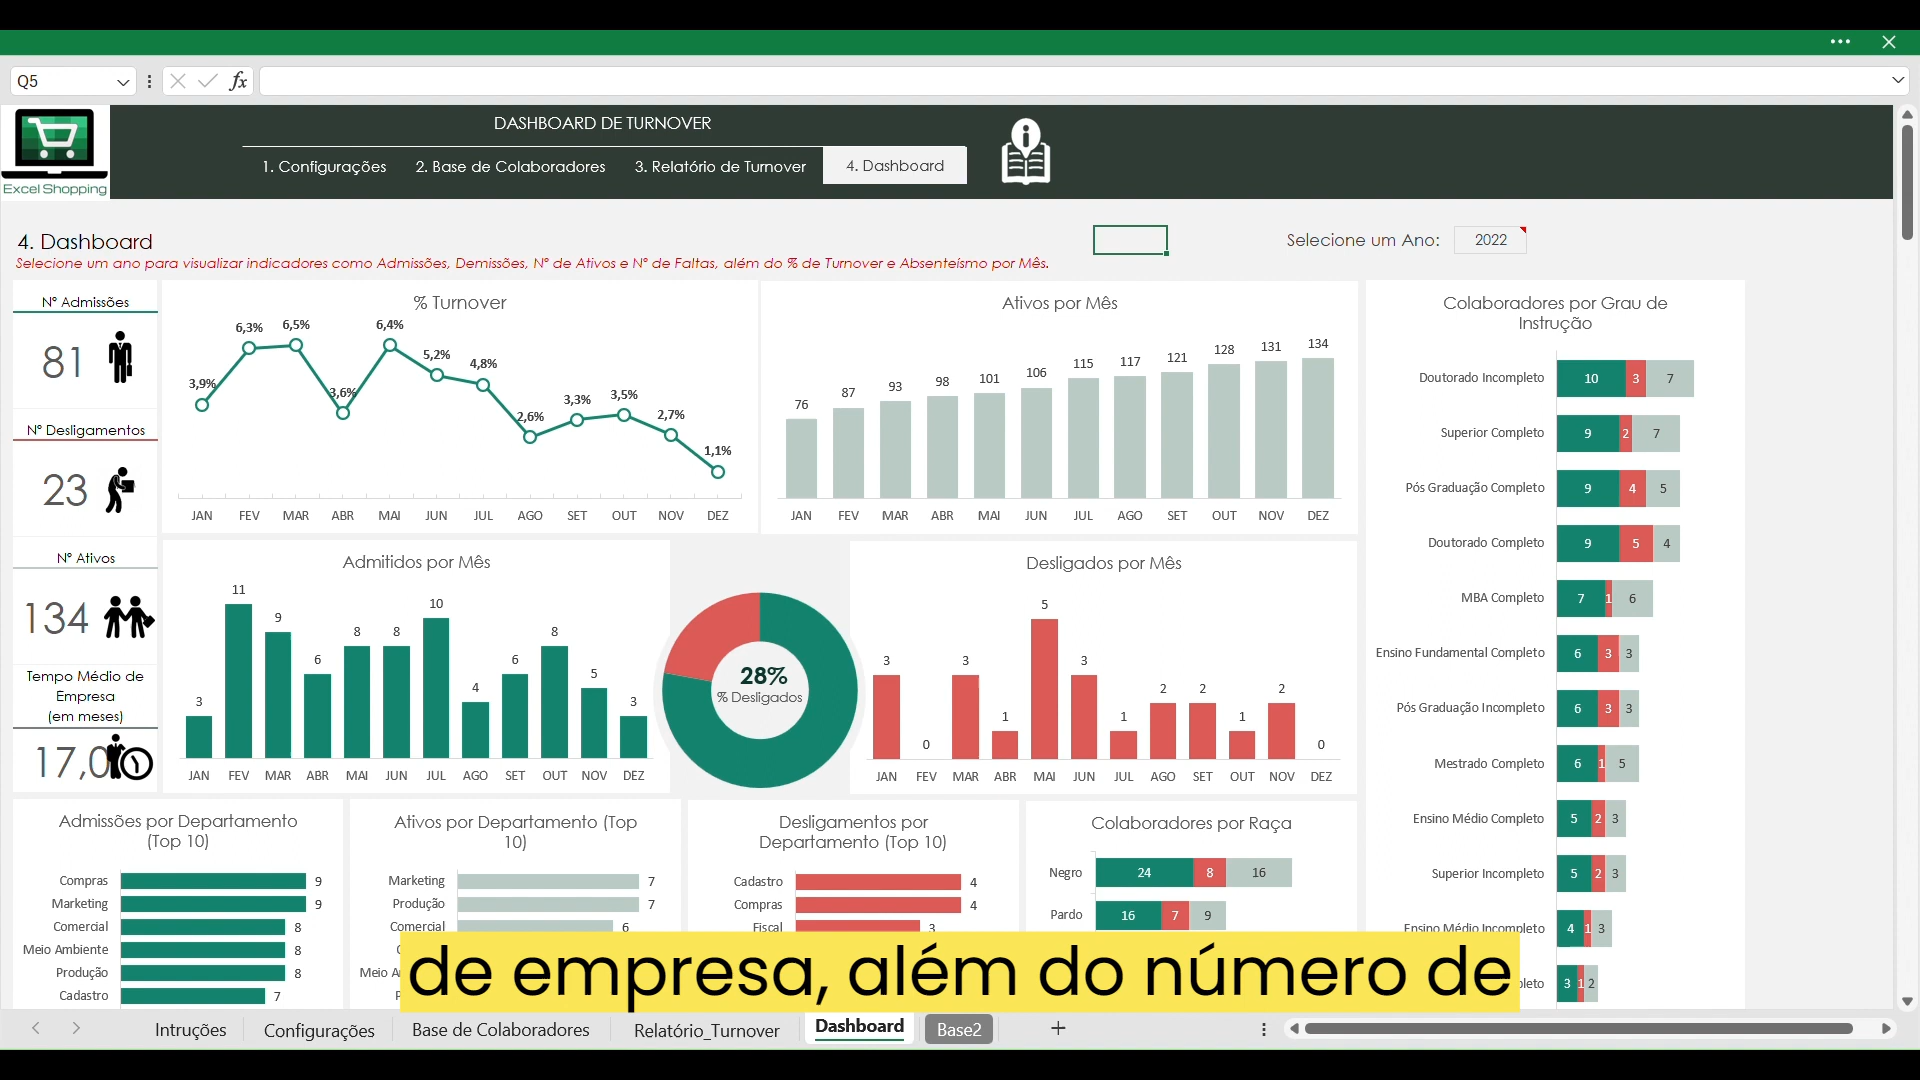 Q5
fx
Excel Shopping
DASHBOARD DE TURNOVER
1. Configurações 2. Base de Colaboradores 3. Relatório de Turnover 4. Dashboard
4. Dashboard
Selecione um ano para visualizar indicadores como Admissões, Demissões, Nº de Ativos e Nº de Faltas, além do % de Turnover e Absenteísmo por Mês.
Selecione um Ano: 2022
Nº Admissões
81
Nº Desligamentos
23
Nº Ativos
134
Tempo Médio de
Empresa
(em meses)
17,0
% Turnover
3,9% 6,3% 6,5% 3,6% 6,4% 5,2% 4,8% 2,6% 3,3% 3,5% 2,7% 1,1%
JAN FEV MAR ABR MAI JUN JUL AGO SET OUT NOV DEZ
Ativos por Mês
76 87 93 98 101 106 115 117 121 128 131 134
JAN FEV MAR ABR MAI JUN JUL AGO SET OUT NOV DEZ
Admitidos por Mês
3 11 9 6 8 8 10 4 6 8 5 3
JAN FEV MAR ABR MAI JUN JUL AGO SET OUT NOV DEZ
28%
% Desligados
Desligados por Mês
3 0 3 1 5 3 1 2 2 1 2 0
JAN FEV MAR ABR MAI JUN JUL AGO SET OUT NOV DEZ
Colaboradores por Grau de
Instrução
Doutorado Incompleto 10 3 7
Superior Completo 9 2 7
Pós Graduação Completo 9 4 5
Doutorado Completo 9 5 4
MBA Completo 7 1 6
Ensino Fundamental Completo 6 3 3
Pós Graduação Incompleto 6 3 3
Mestrado Completo 6 1 5
Ensino Médio Completo 5 2 3
Superior Incompleto 5 2 3
Ensino Médio Incompleto 4 1 3
3 1 2
Admissões por Departamento
(Top 10)
Compras 9
Marketing 9
Comercial 8
Meio Ambiente 8
Produção 8
Cadastro 7
Ativos por Departamento (Top
10)
Marketing 7
Produção 7
Comercial 6
Meio
Desligamentos por
Departamento (Top 10)
Cadastro 4
Compras 4
Fiscal 3
Colaboradores por Raça
Negro 24 8 16
Pardo 16 7 9
de empresa, além do número de
Intruções Configurações Base de Colaboradores Relatório_Turnover Dashboard Base2 +